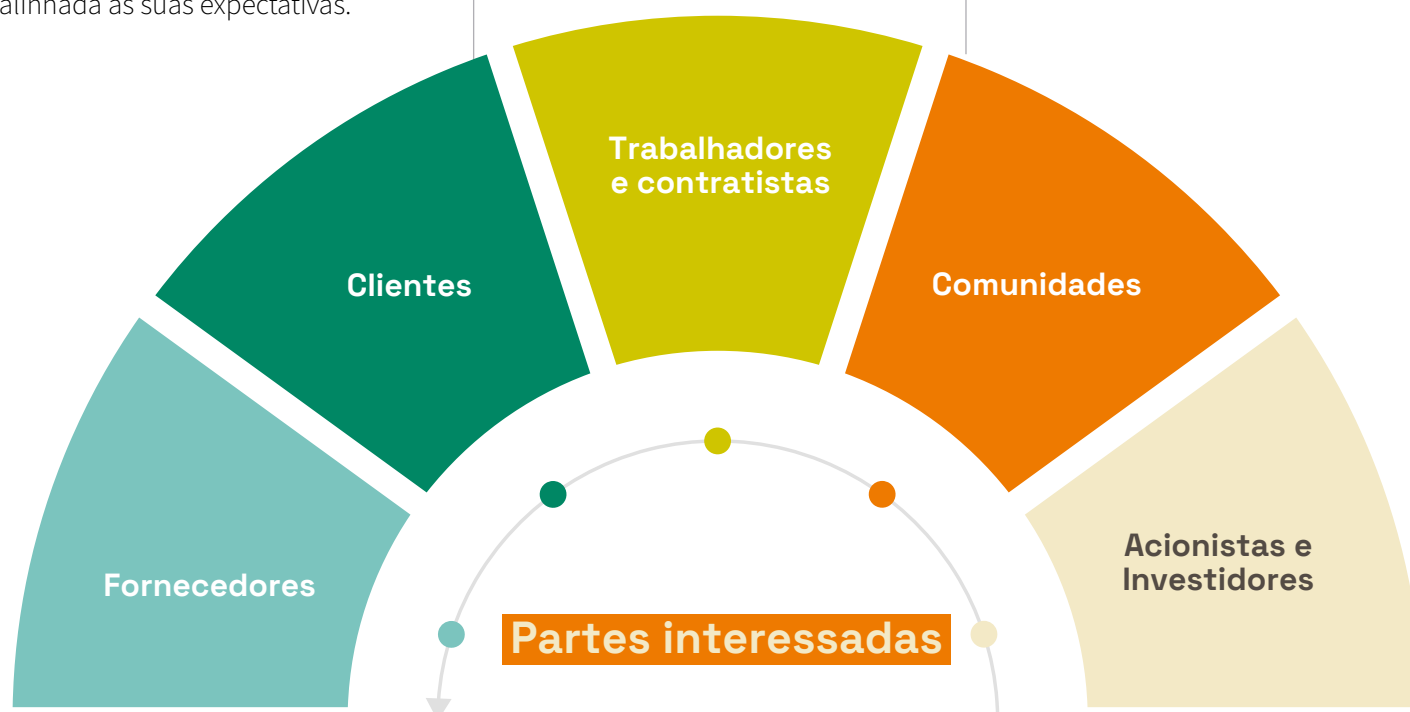 alinhada às suas expectativas.
Trabalhadores
e contratistas
Clientes
Comunidades
Fornecedores
Acionistas e
Investidores
Partes interessadas